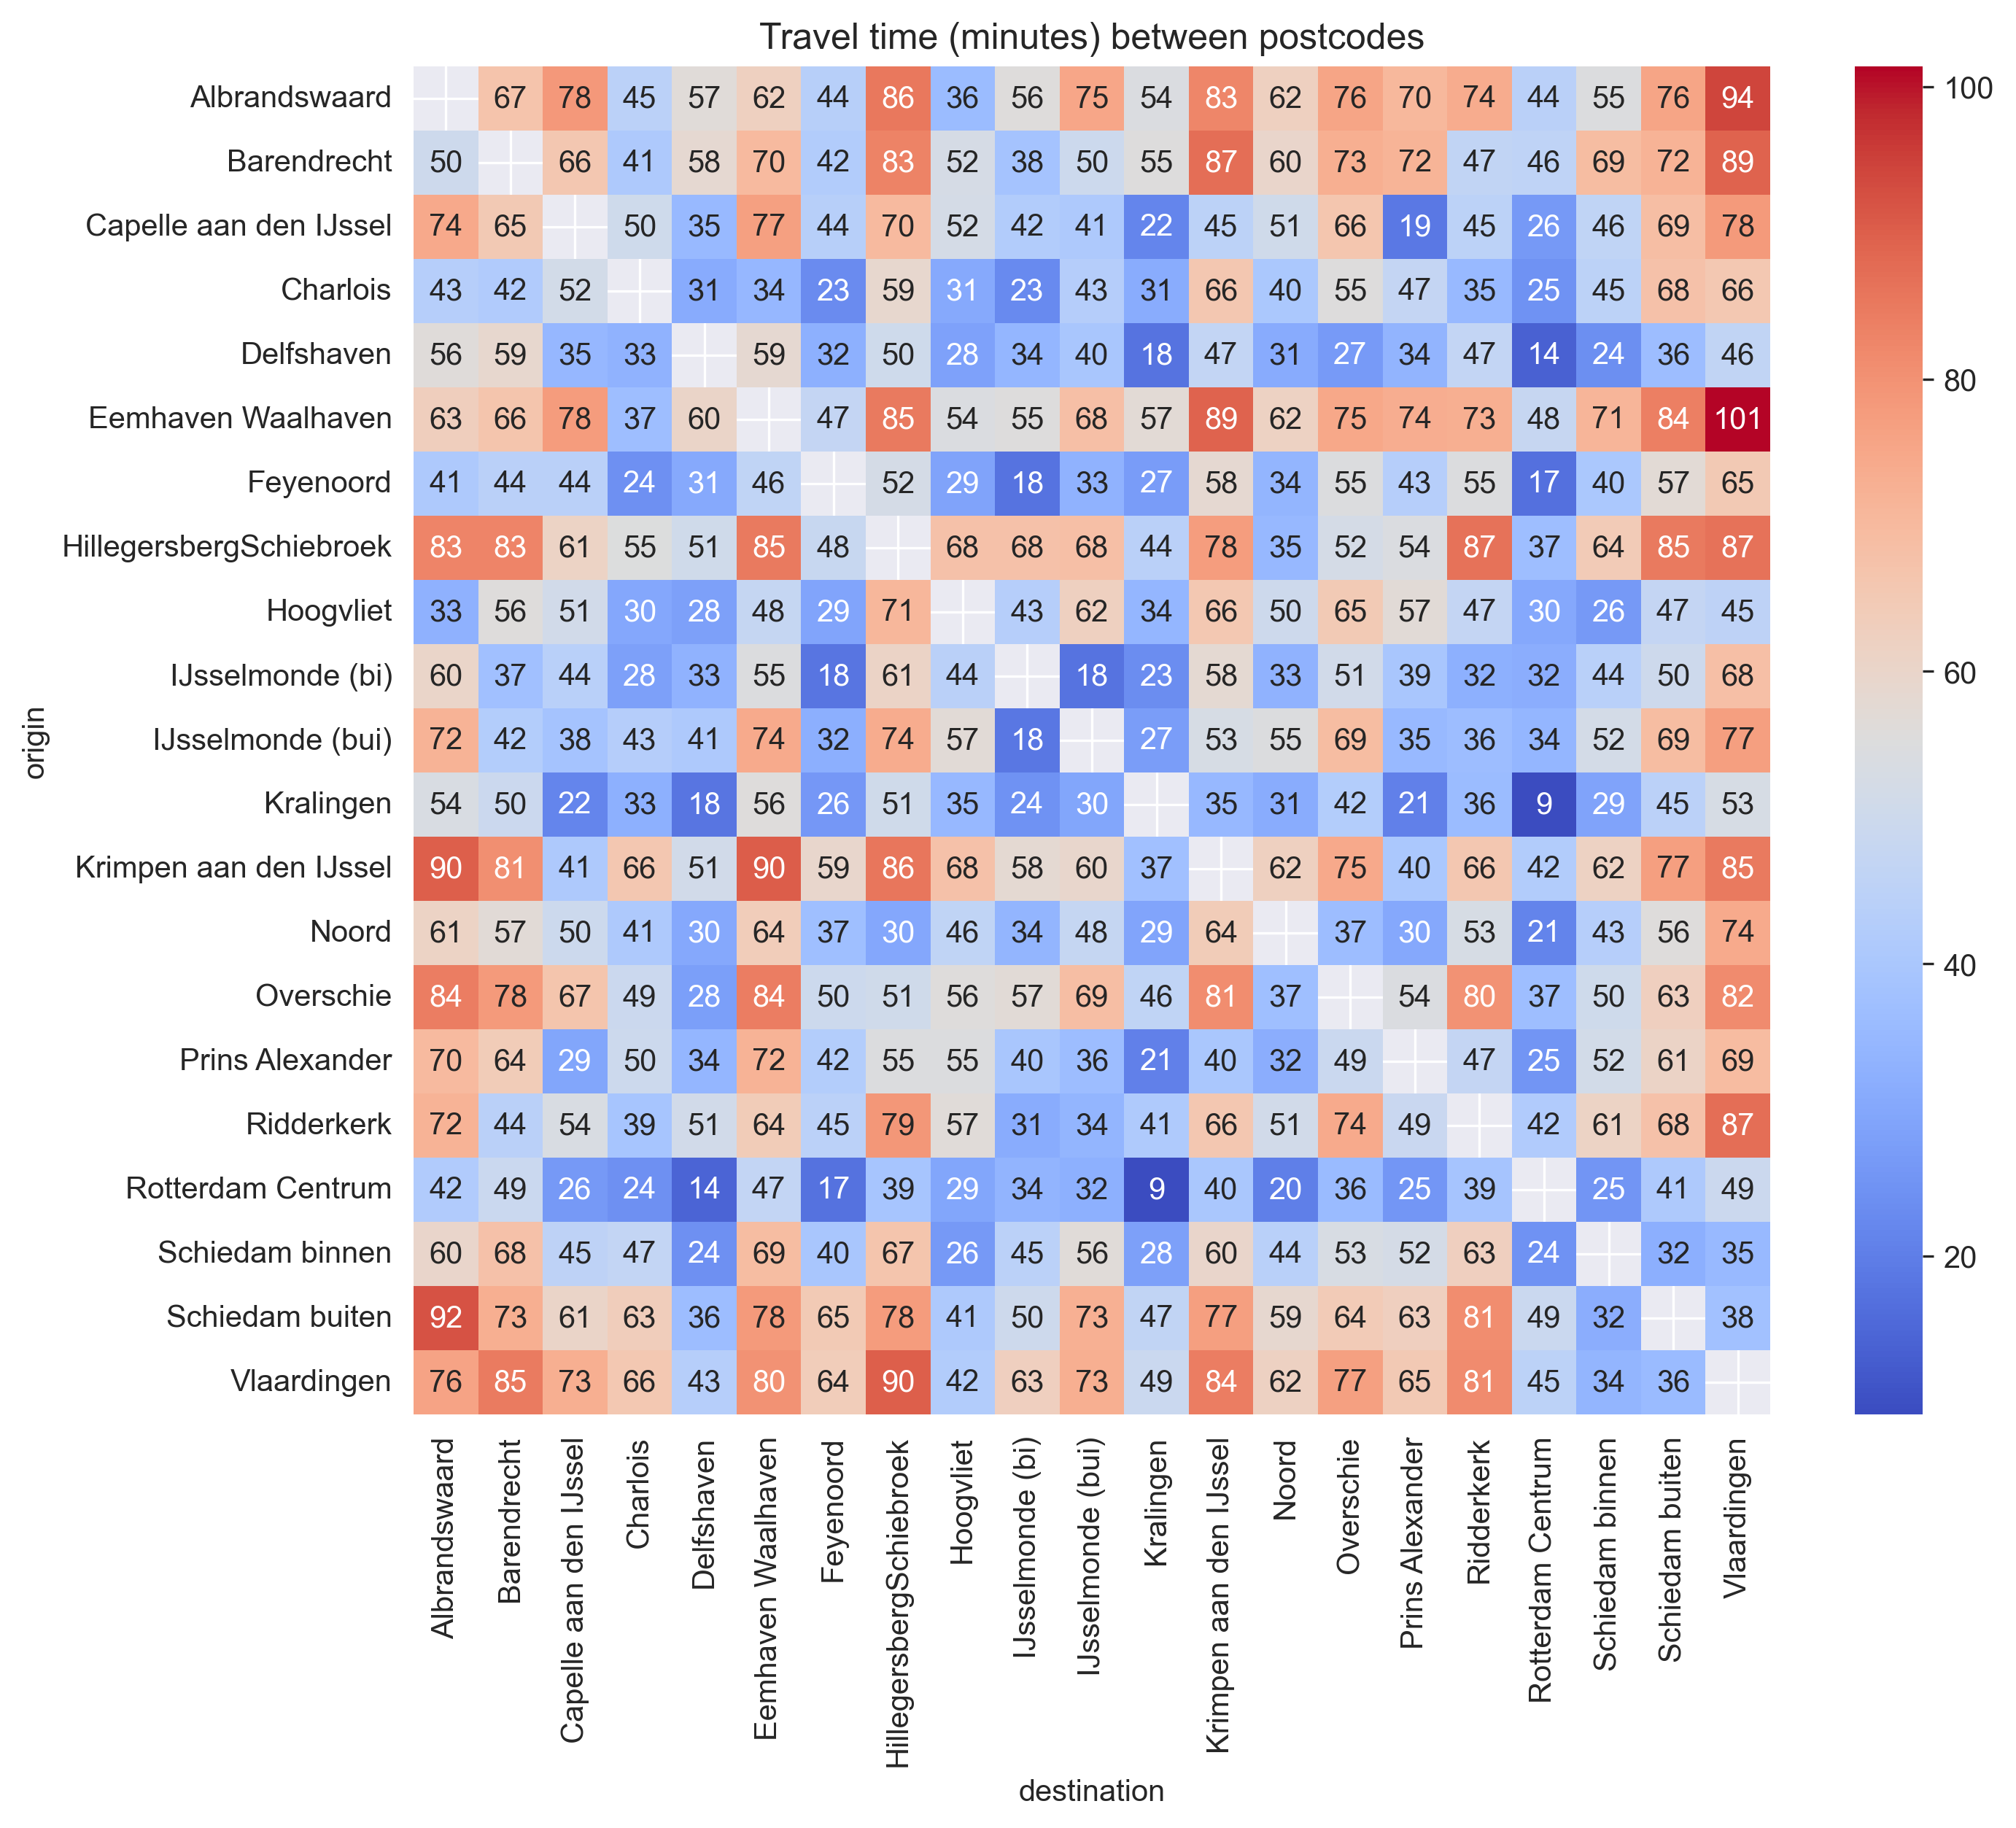 Travel time (minutes) between postcodes
Albrandswaard 67 78 45 57 62 44 86 36 56 75 54 83 62 76 70 74 44 55 76 94
Barendrecht 50 66 41 58 70 42 83 52 38 50 55 87 60 73 72 47 46 69 72 89
Capelle aan den IJssel 74 65 50 35 77 44 70 52 42 41 22 45 51 66 19 45 26 46 69 78
Charlois 43 42 52 31 34 23 59 31 23 43 31 66 40 55 47 35 25 45 68 66
Delfshaven 56 59 35 33 59 32 50 28 34 40 18 47 31 27 34 47 14 24 36 46
Eemhaven Waalhaven 63 66 78 37 60 47 85 54 55 68 57 89 62 75 74 73 48 71 84 101
Feyenoord 41 44 44 24 31 46 52 29 18 33 27 58 34 55 43 55 17 40 57 65
HillegersbergSchiebroek 83 83 61 55 51 85 48 68 68 68 44 78 35 52 54 87 37 64 85 87
Hoogvliet 33 56 51 30 28 48 29 71 43 62 34 66 50 65 57 47 30 26 47 45
IJsselmonde (bi) 60 37 44 28 33 55 18 61 44 18 23 58 33 51 39 32 32 44 50 68
IJsselmonde (bui) 72 42 38 43 41 74 32 74 57 18 27 53 55 69 35 36 34 52 69 77
Kralingen 54 50 22 33 18 56 26 51 35 24 30 35 31 42 21 36 9 29 45 53
Krimpen aan den IJssel 90 81 41 66 51 90 59 86 68 58 60 37 62 75 40 66 42 62 77 85
Noord 61 57 50 41 30 64 37 30 46 34 48 29 64 37 30 53 21 43 56 74
Overschie 84 78 67 49 28 84 50 51 56 57 69 46 81 37 54 80 37 50 63 82
Prins Alexander 70 64 29 50 34 72 42 55 55 40 36 21 40 32 49 47 25 52 61 69
Ridderkerk 72 44 54 39 51 64 45 79 57 31 34 41 66 51 74 49 42 61 68 87
Rotterdam Centrum 42 49 26 24 14 47 17 39 29 34 32 9 40 20 36 25 39 25 41 49
Schiedam binnen 60 68 45 47 24 69 40 67 26 45 56 28 60 44 53 52 63 24 32 35
Schiedam buiten 92 73 61 63 36 78 65 78 41 50 73 47 77 59 64 63 81 49 32 38
Vlaardingen 76 85 73 66 43 80 64 90 42 63 73 49 84 62 77 65 81 45 34 36
origin
Albrandswaard
Barendrecht
Capelle aan den IJssel
Charlois
Delfshaven
Eemhaven Waalhaven
Feyenoord
HillegersbergSchiebroek
Hoogvliet
IJsselmonde (bi)
IJsselmonde (bui)
Kralingen
Krimpen aan den IJssel
Noord
Overschie
Prins Alexander
Ridderkerk
Rotterdam Centrum
Schiedam binnen
Schiedam buiten
Vlaardingen
destination
100
80
60
40
20